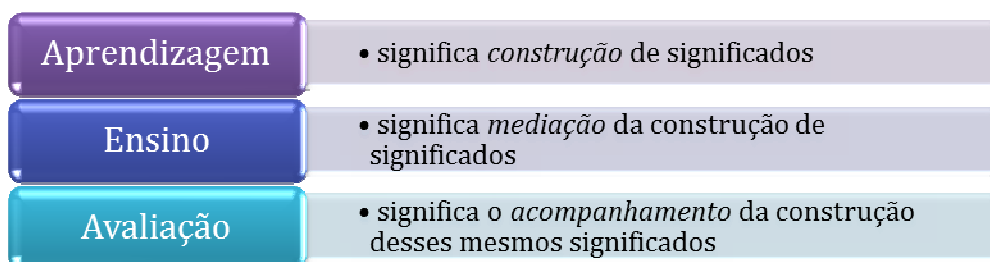 Aprendizagem
• significa construção de significados
Ensino
• significa mediação da construção de
significados
Avaliação
• significa o acompanhamento da construção
desses mesmos significados